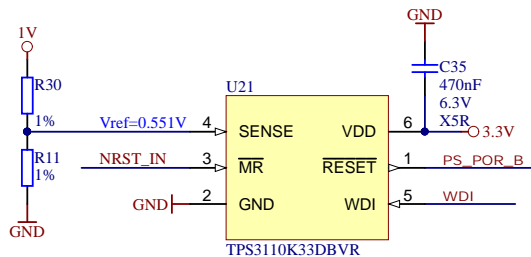 GND
1V
R30
1%
U21
C35
470nF
6.3V
X5R
Vref=0.551V
4
SENSE
VDD
6
3.3V
R11
1%
NRST_IN
3
MR
RESET
1
PS_POR_B
GND
2
GND
WDI
5
WDI
GND
TPS3110K33DBVR